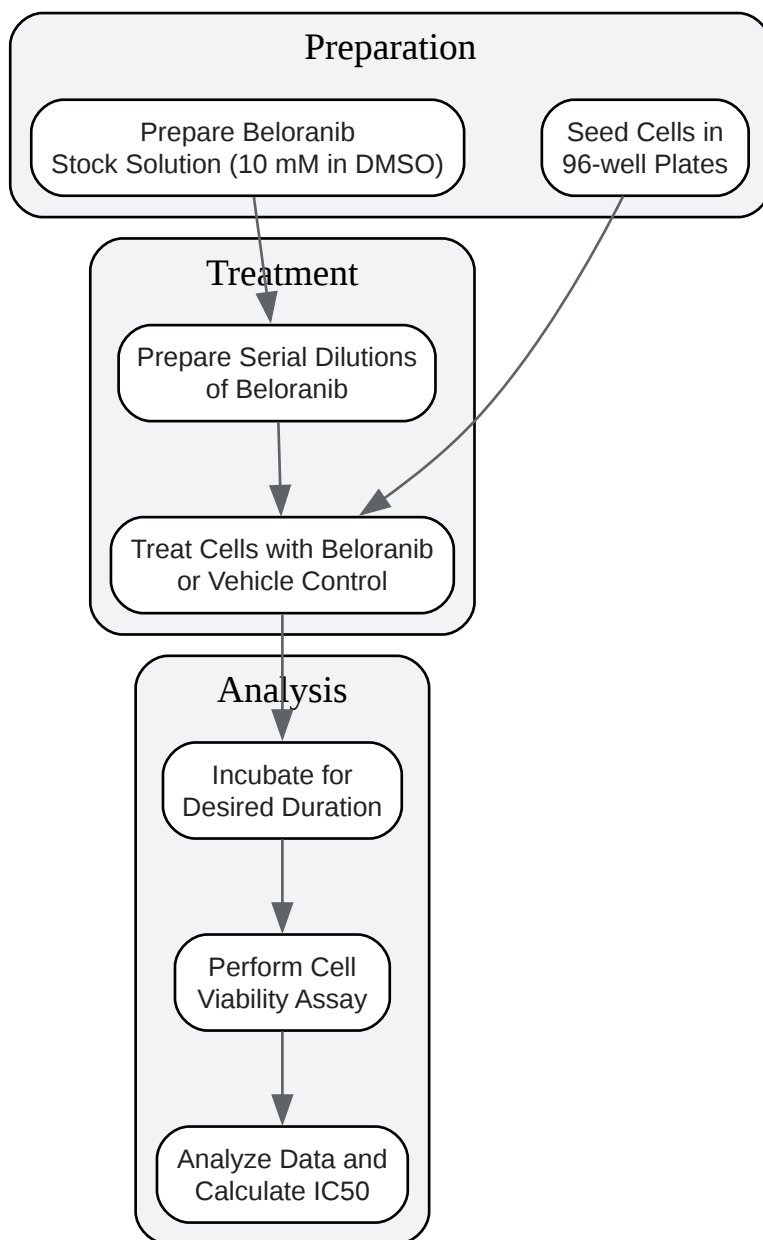 Preparation
Prepare Beloranib
Stock Solution (10 mM in DMSO)
Seed Cells in
96-well Plates
Treatment
Prepare Serial Dilutions
of Beloranib
Treat Cells with Beloranib
or Vehicle Control
Analysis
Incubate for
Desired Duration
Perform Cell
Viability Assay
Analyze Data and
Calculate IC50